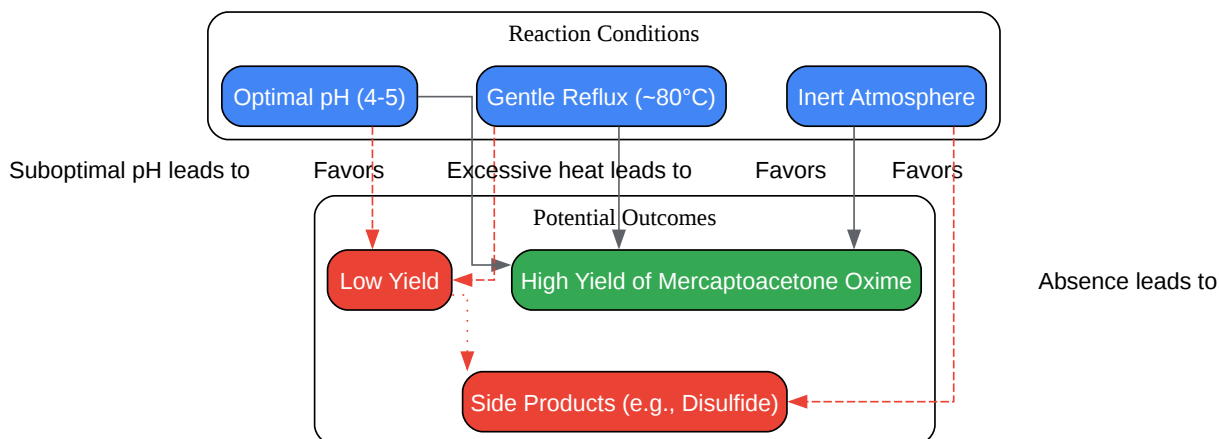 Reaction Conditions
Optimal pH (4-5)
Gentle Reflux (~80°C)
Inert Atmosphere
Suboptimal pH leads to
Favors
Excessive heat leads to
Favors
Favors
Potential Outcomes
Low Yield
High Yield of Mercaptoacetone Oxime
Absence leads to
Side Products (e.g., Disulfide)